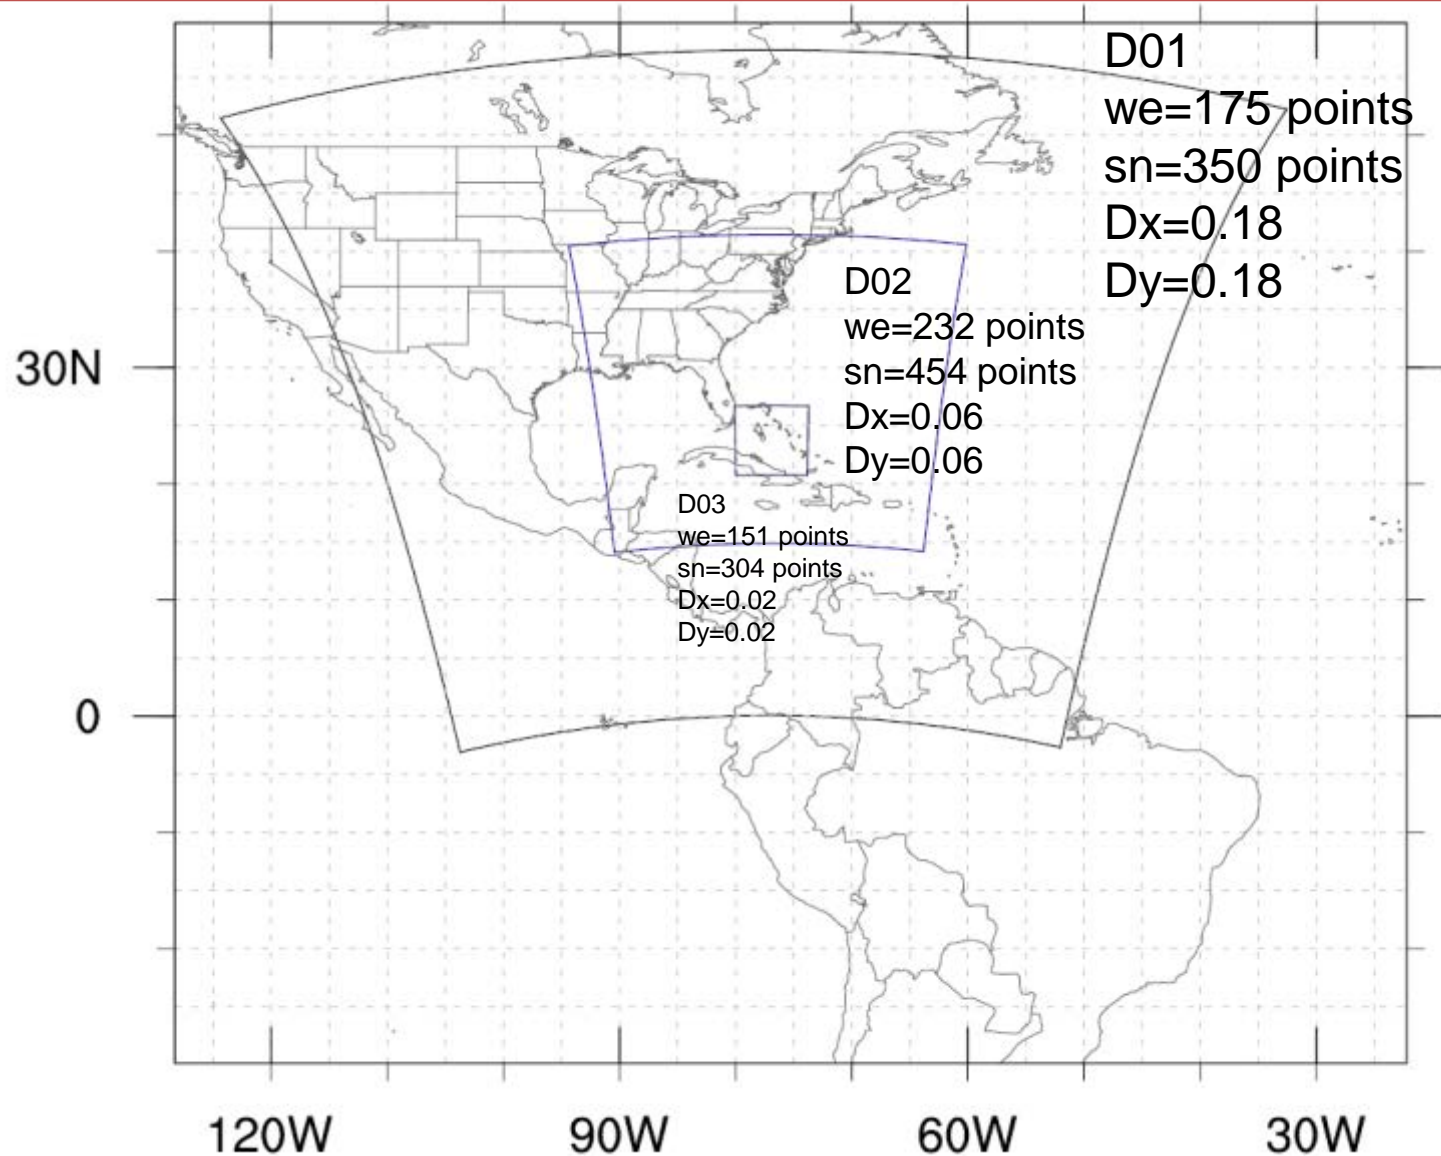 D01
we=175 points
sn=350 points
Dx=0.18
Dy=0.18
D02
we=232 points
sn=454 points
Dx=0.06
Dy=0.06
D03
we=151 points
sn=304 points
Dx=0.02
Dy=0.02
30N
0
120W
90W
60W
30W